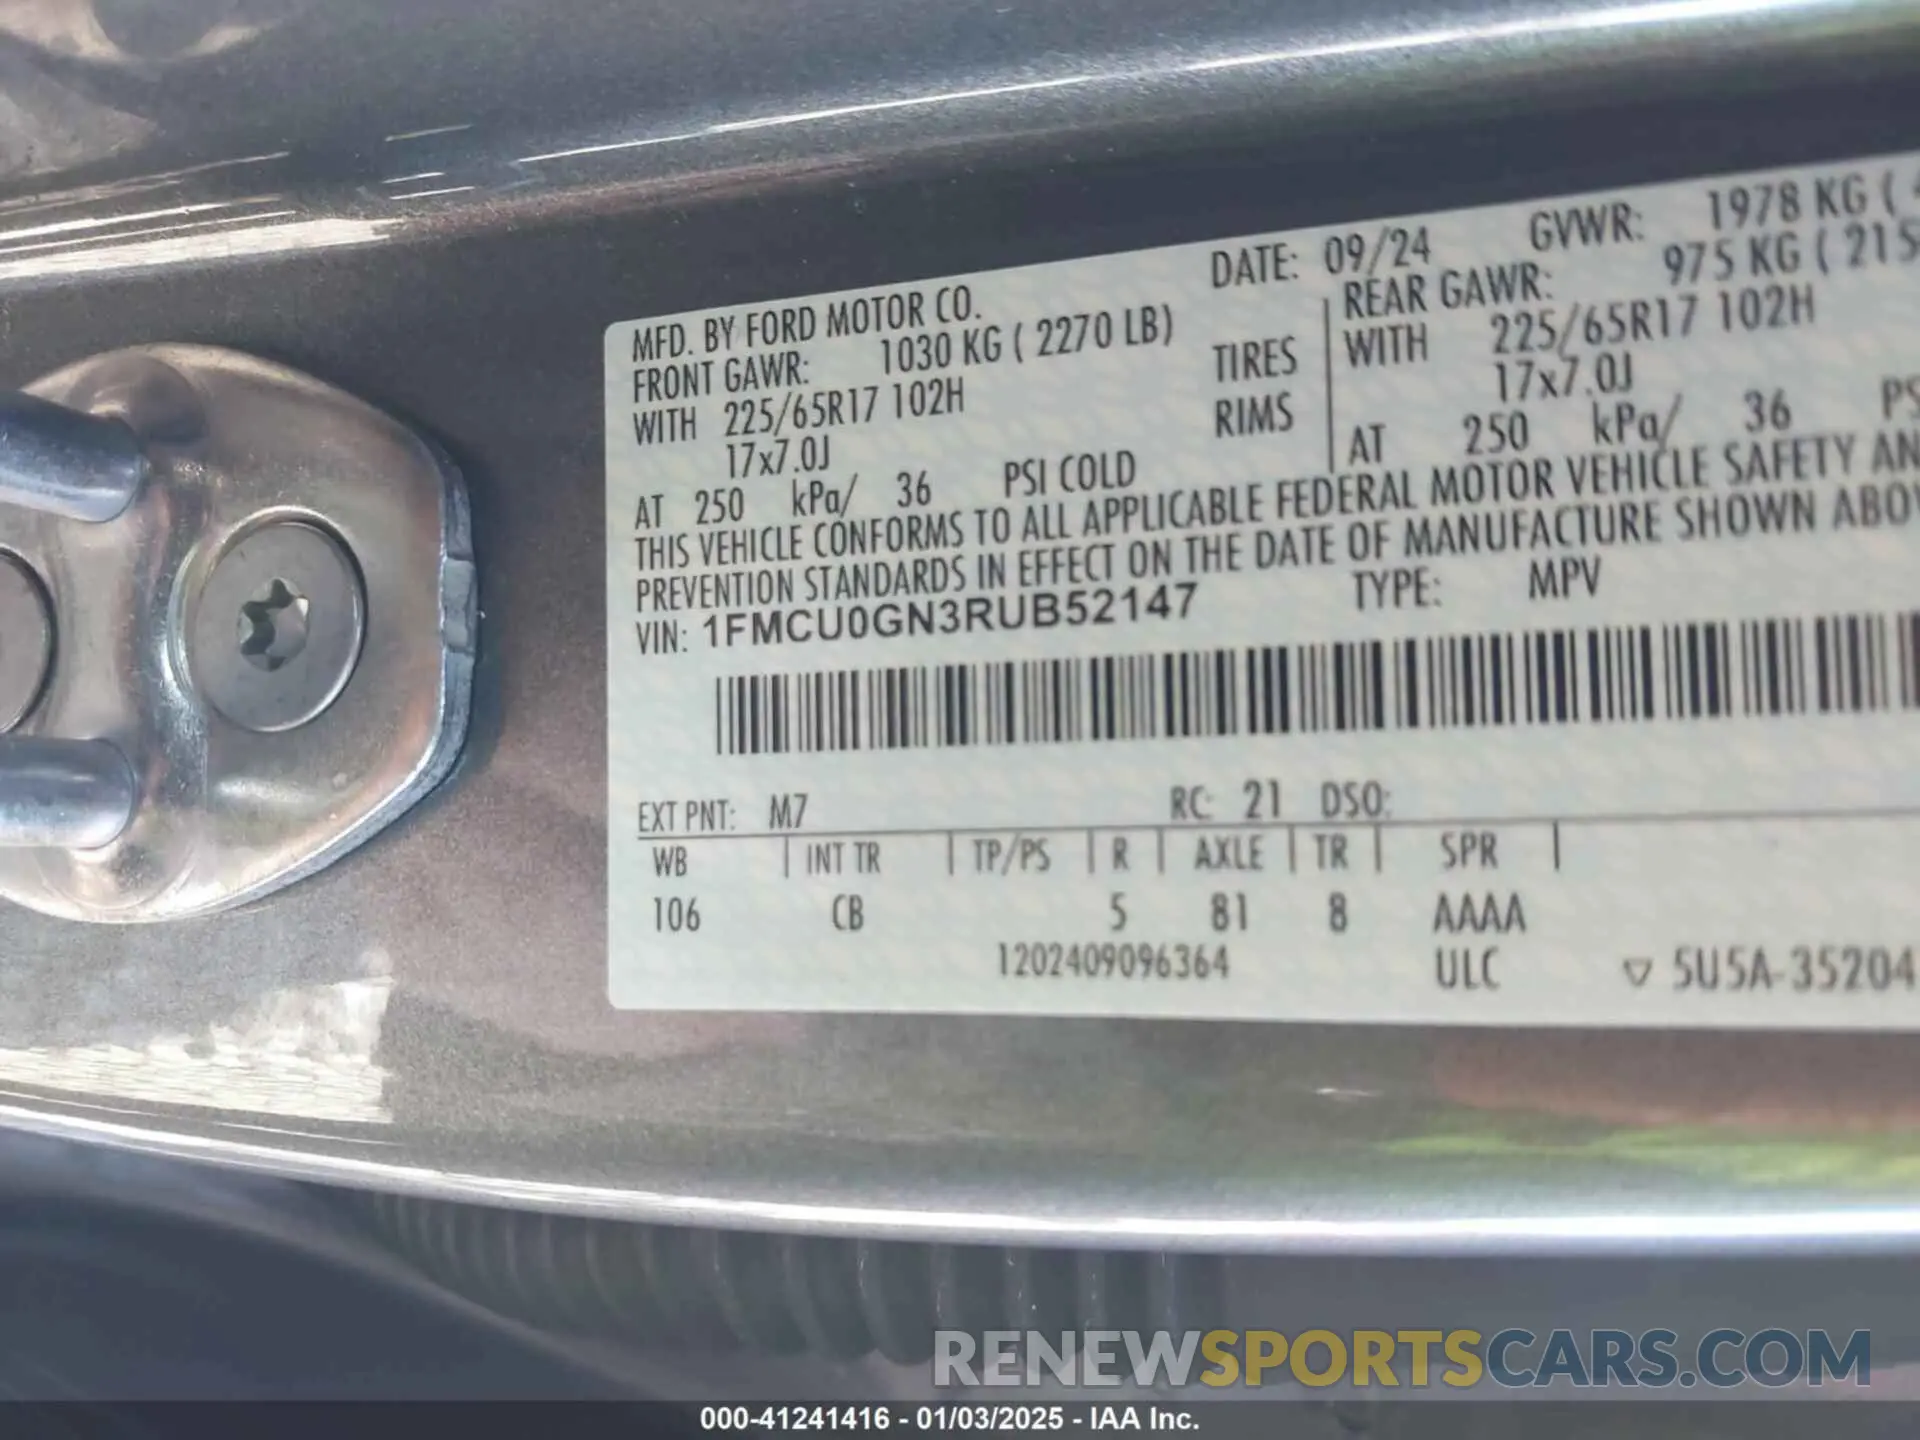 MFD. BY FORD MOTOR CO. DATE: 09/24 GVWR: 1978 KG (
FRONT GAWR: 1030 KG ( 2270 LB) REAR GAWR: 975 KG ( 215
WITH 225/65R17 102H TIRES WITH 225/65R17 102H
17x7.0J RIMS 17x7.0J
AT 250 kPa/ 36 PSI COLD AT 250 kPa/ 36 PS
THIS VEHICLE CONFORMS TO ALL APPLICABLE FEDERAL MOTOR VEHICLE SAFETY AN
PREVENTION STANDARDS IN EFFECT ON THE DATE OF MANUFACTURE SHOWN ABO
VIN: 1FMCU0GN3RUB52147 TYPE: MPV
EXT PNT: M7 RC: 21 DSO:
WB | INT TR | TP/PS | R | AXLE | TR | SPR |
106 CB 5 81 8 AAAA
1202409096364 ULC ▽ 5U5A-35204
RENEWSPORTSCARS.COM
000-41241416 - 01/03/2025 - IAA Inc.